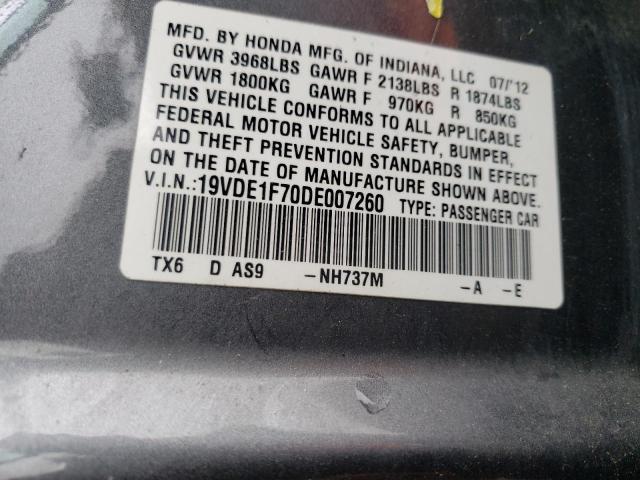 MFD. BY HONDA MFG. OF INDIANA, LLC 07/'12
GVWR 3968LBS GAWR F 2138LBS R 1874LBS
GVWR 1800KG GAWR F 970KG R 850KG
THIS VEHICLE CONFORMS TO ALL APPLICABLE
FEDERAL MOTOR VEHICLE SAFETY, BUMPER,
AND THEFT PREVENTION STANDARDS IN EFFECT
ON THE DATE OF MANUFACTURE SHOWN ABOVE.
V.I.N.:19VDE1F70DE007260 TYPE: PASSENGER CAR
TX6 D AS9 -NH737M -A -E